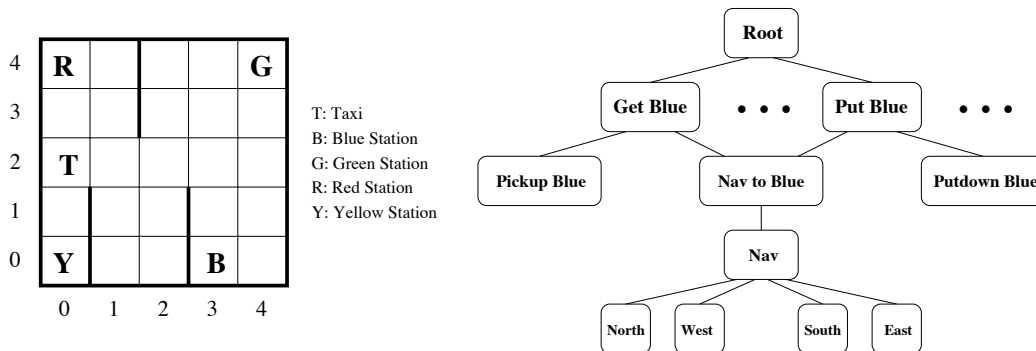 4 R G
3
2 T
1
0 Y B
0 1 2 3 4
T: Taxi
B: Blue Station
G: Green Station
R: Red Station
Y: Yellow Station
Root
Get Blue • • • Put Blue • • •
Pickup Blue Nav to Blue Putdown Blue
Nav
North West South East